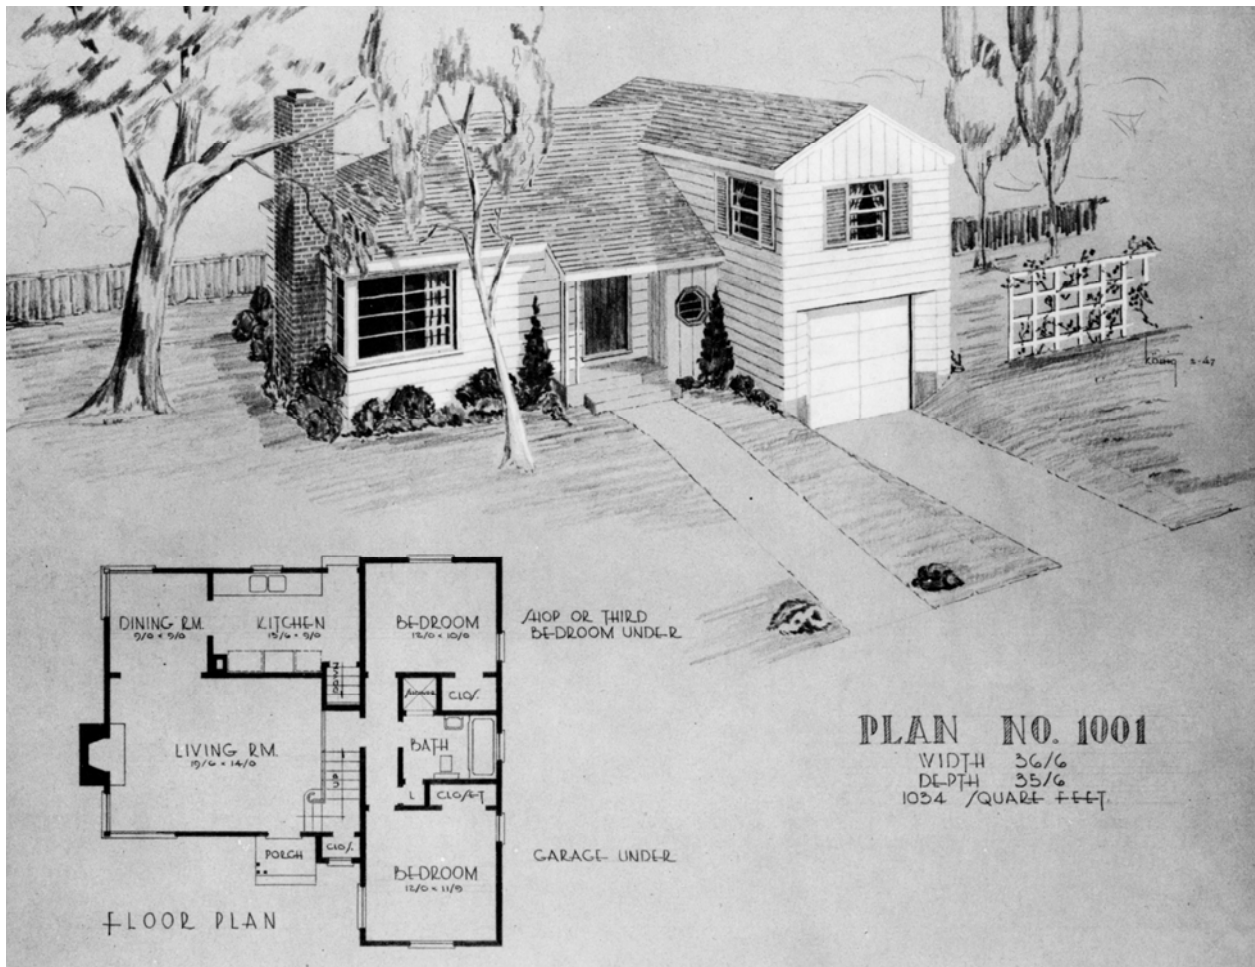 DINING RM.
9/0 x 9/0
KITCHEN
15/6 x 9/0
BEDROOM
12/0 x 10/0
SHOP OR THIRD
BEDROOM UNDER
CLOS.
LIVING RM.
19/6 x 14/0
BATH
L
CLOSET
PORCH
CLOS.
BEDROOM
12/0 x 11/9
GARAGE UNDER
FLOOR PLAN
PLAN NO. 1001
WIDTH 36/6
DEPTH 35/6
1034 SQUARE FEET